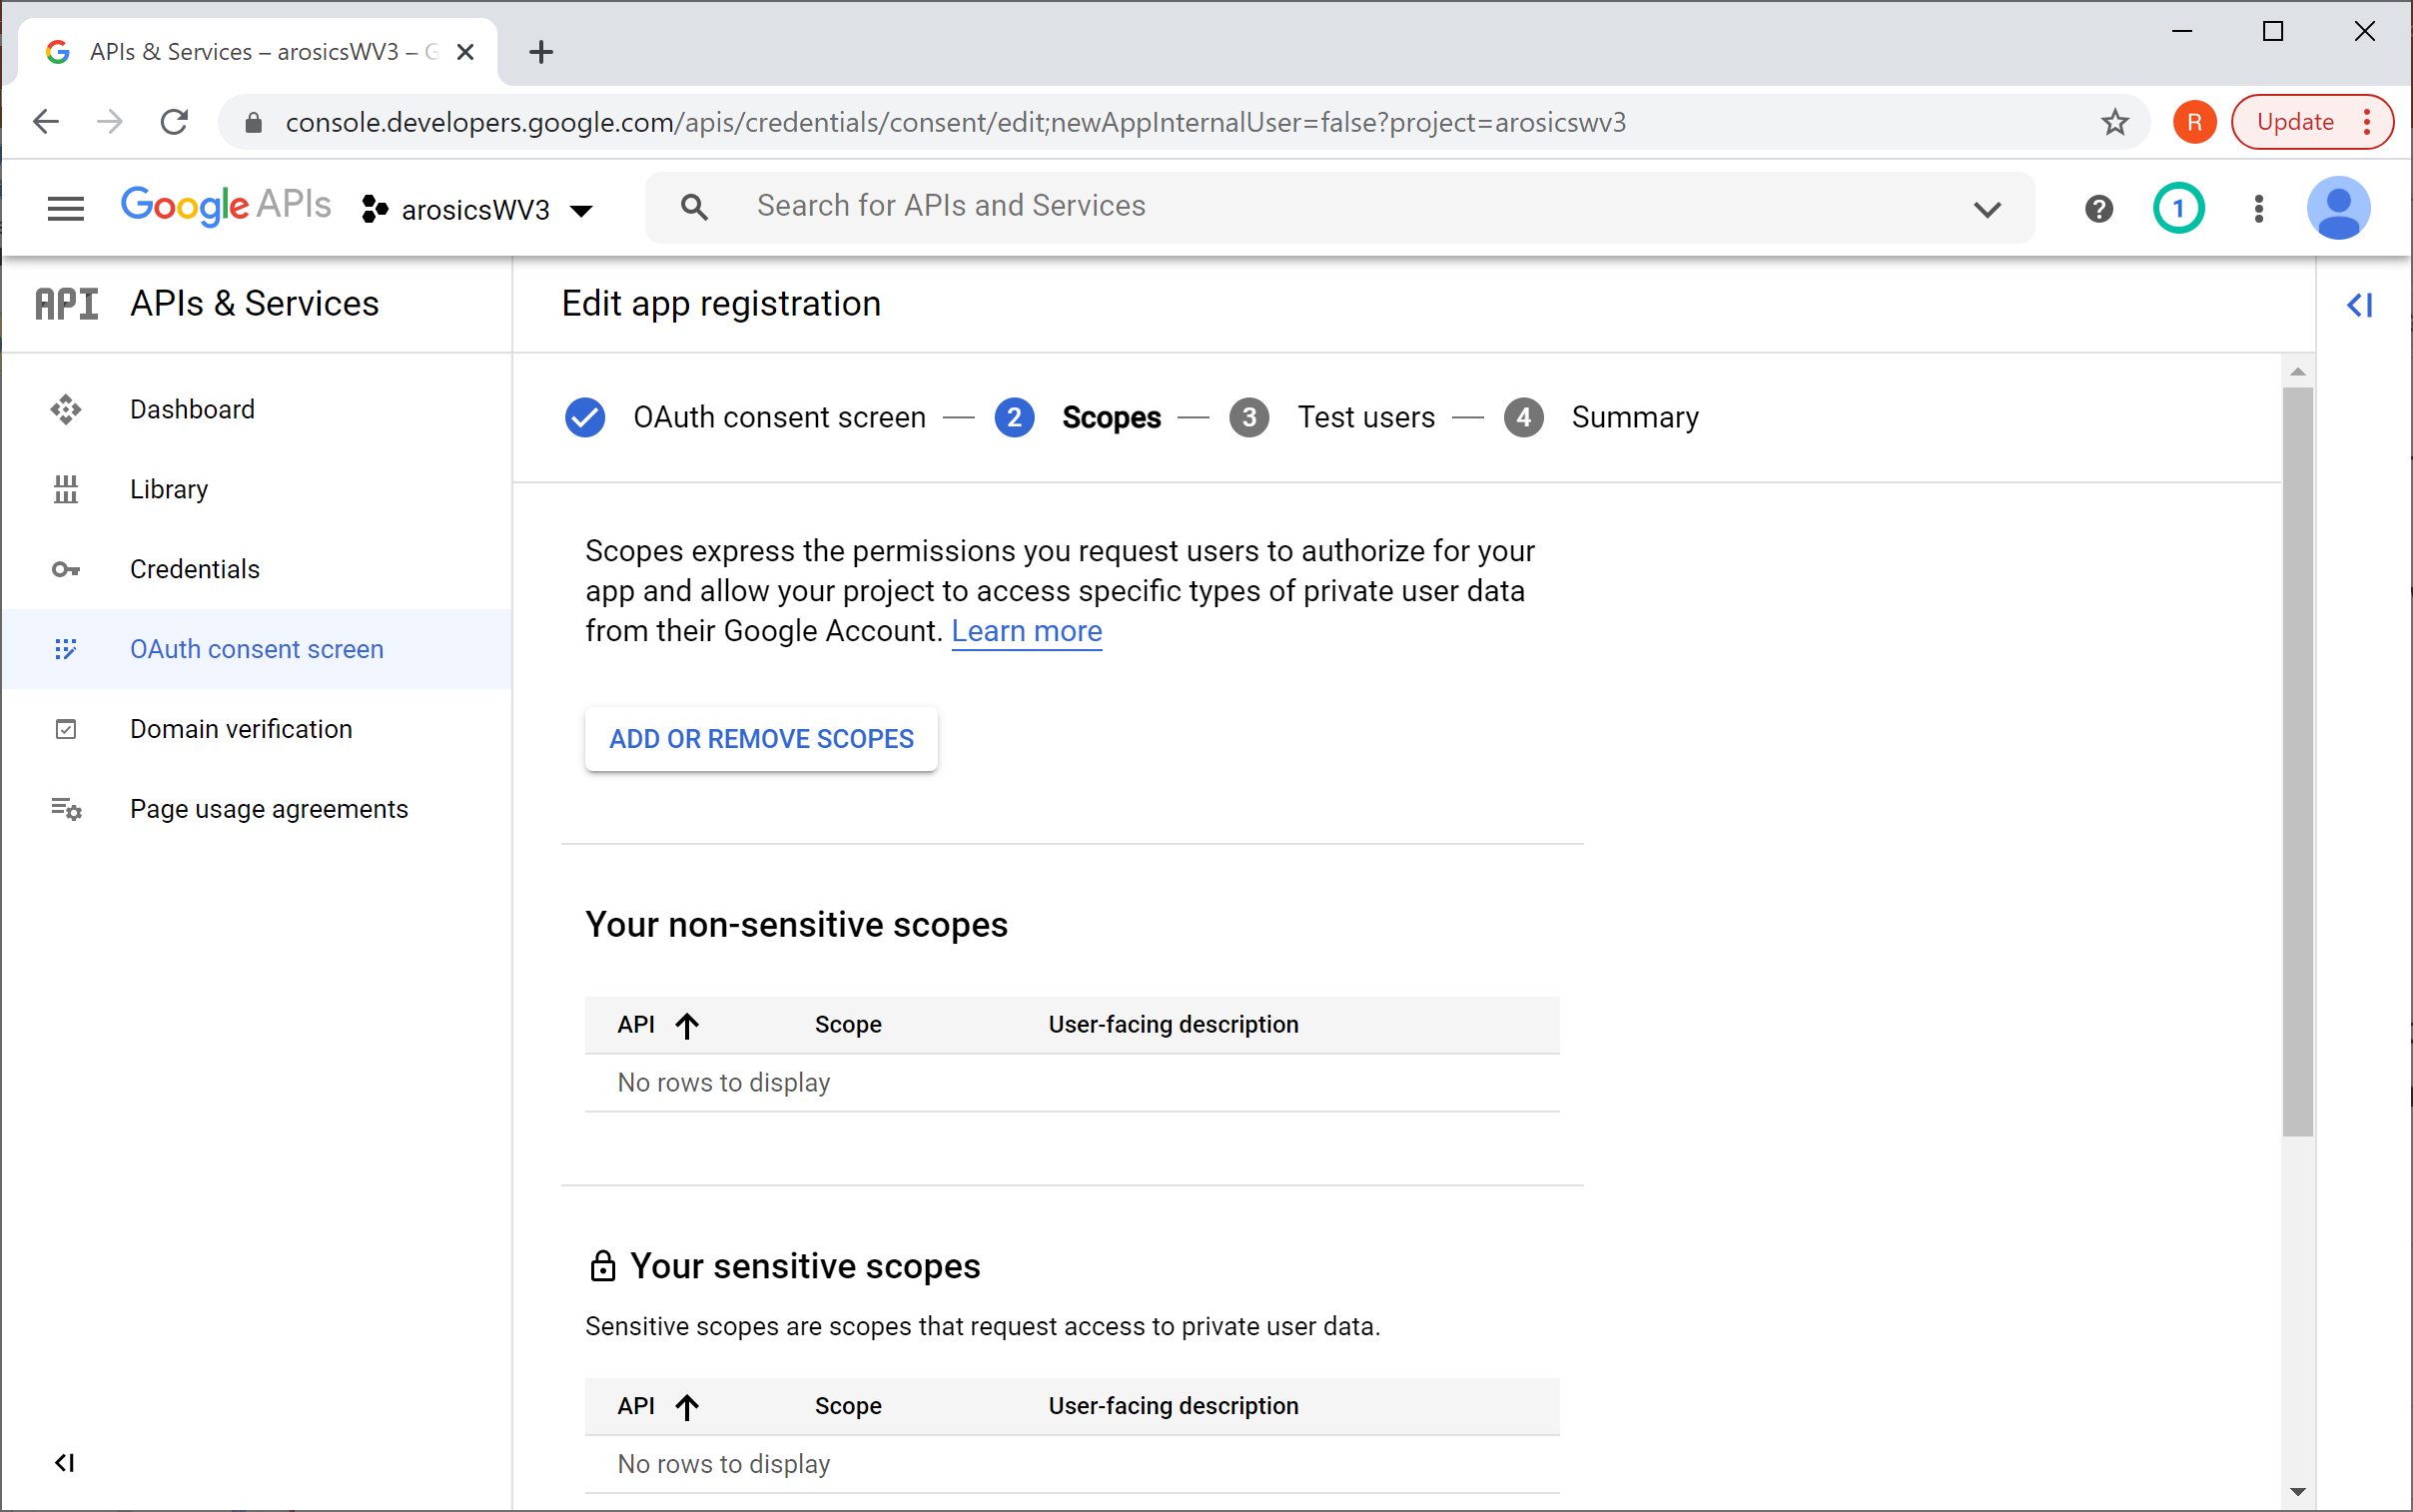 APIs & Services – arosicsWV3 – G
console.developers.google.com/apis/credentials/consent/edit;newAppInternalUser=false?project=arosicswv3
R
Update
Google APIs
arosicsWV3
Search for APIs and Services
1
API
APIs & Services
Edit app registration
Dashboard
Library
Credentials
OAuth consent screen
Domain verification
Page usage agreements
OAuth consent screen — 2 Scopes — 3 Test users — 4 Summary
Scopes express the permissions you request users to authorize for your
app and allow your project to access specific types of private user data
from their Google Account. Learn more
ADD OR REMOVE SCOPES
Your non-sensitive scopes
API Scope User-facing description
No rows to display
Your sensitive scopes
Sensitive scopes are scopes that request access to private user data.
API Scope User-facing description
No rows to display